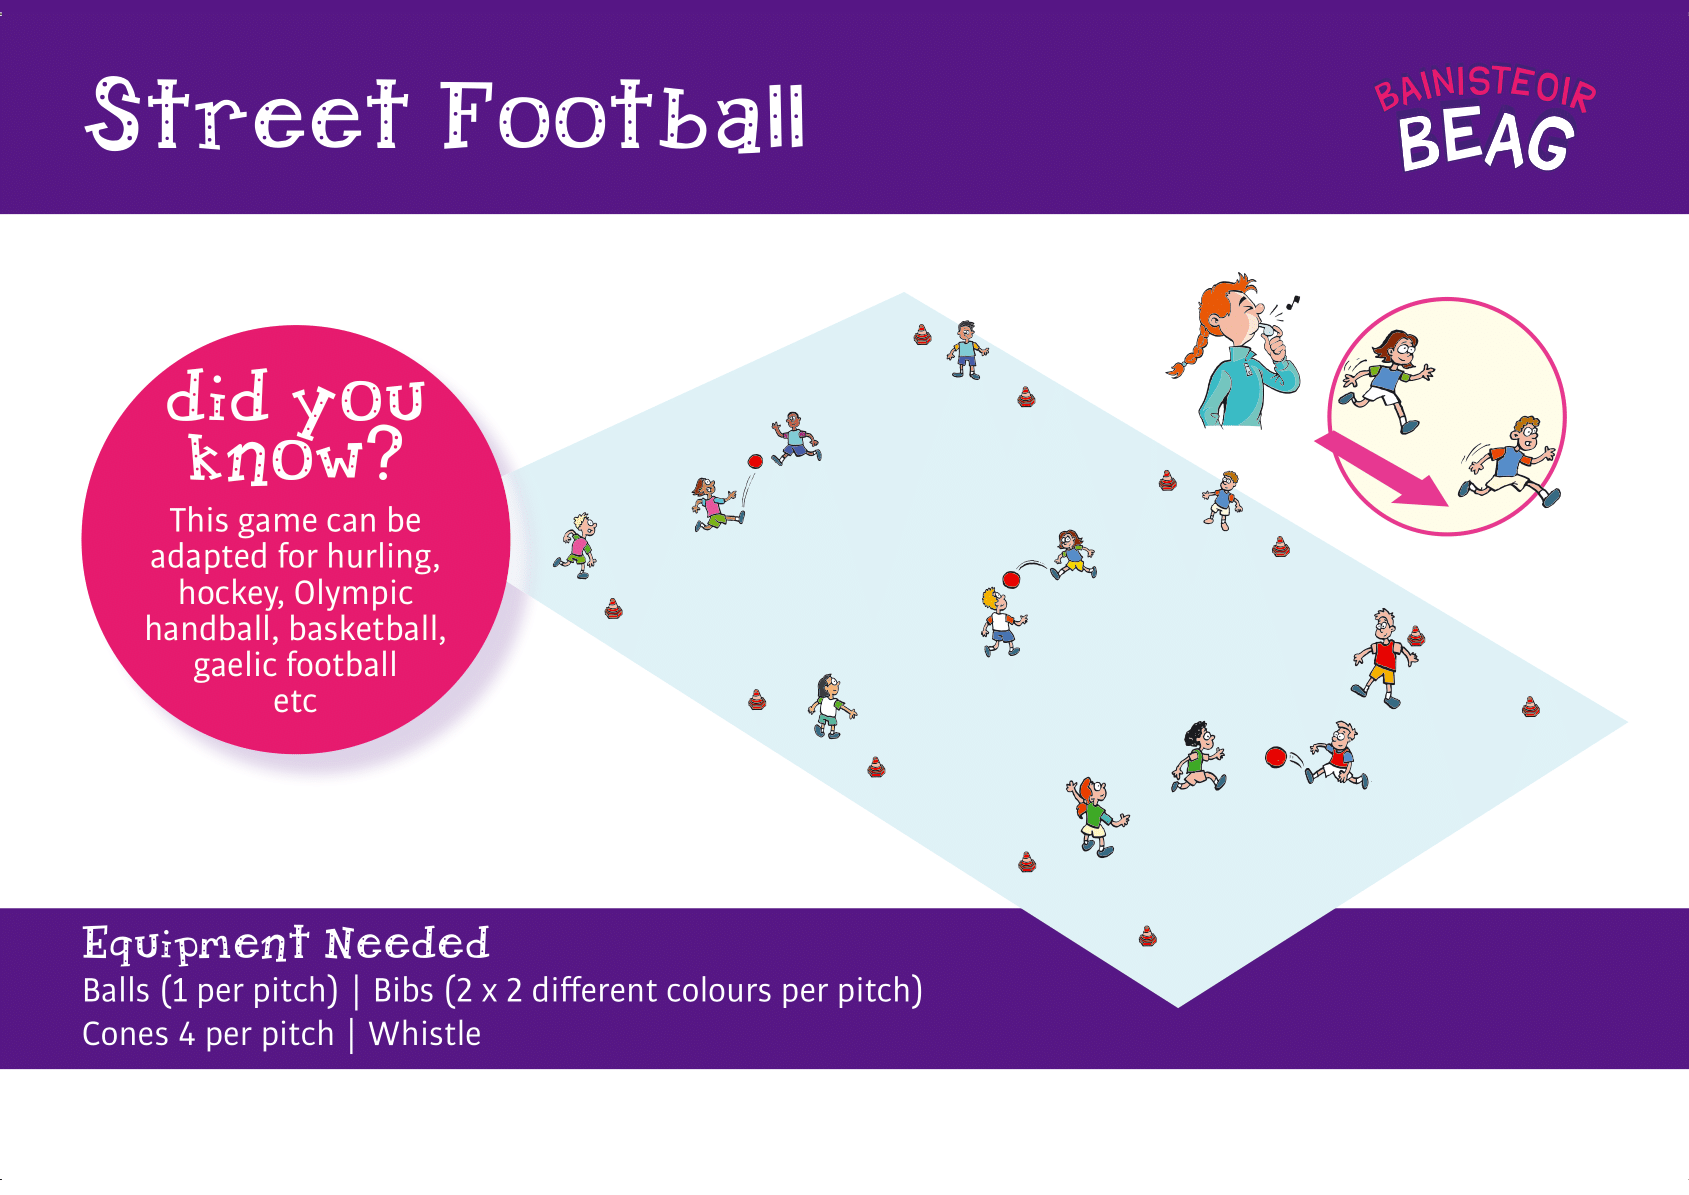 Street Football
BAINISTEOIR
BEAG
did you
know?
This game can be
adapted for hurling,
hockey, Olympic
handball, basketball,
gaelic football
etc
Equipment Needed
Balls (1 per pitch) | Bibs (2 x 2 different colours per pitch)
Cones 4 per pitch | Whistle